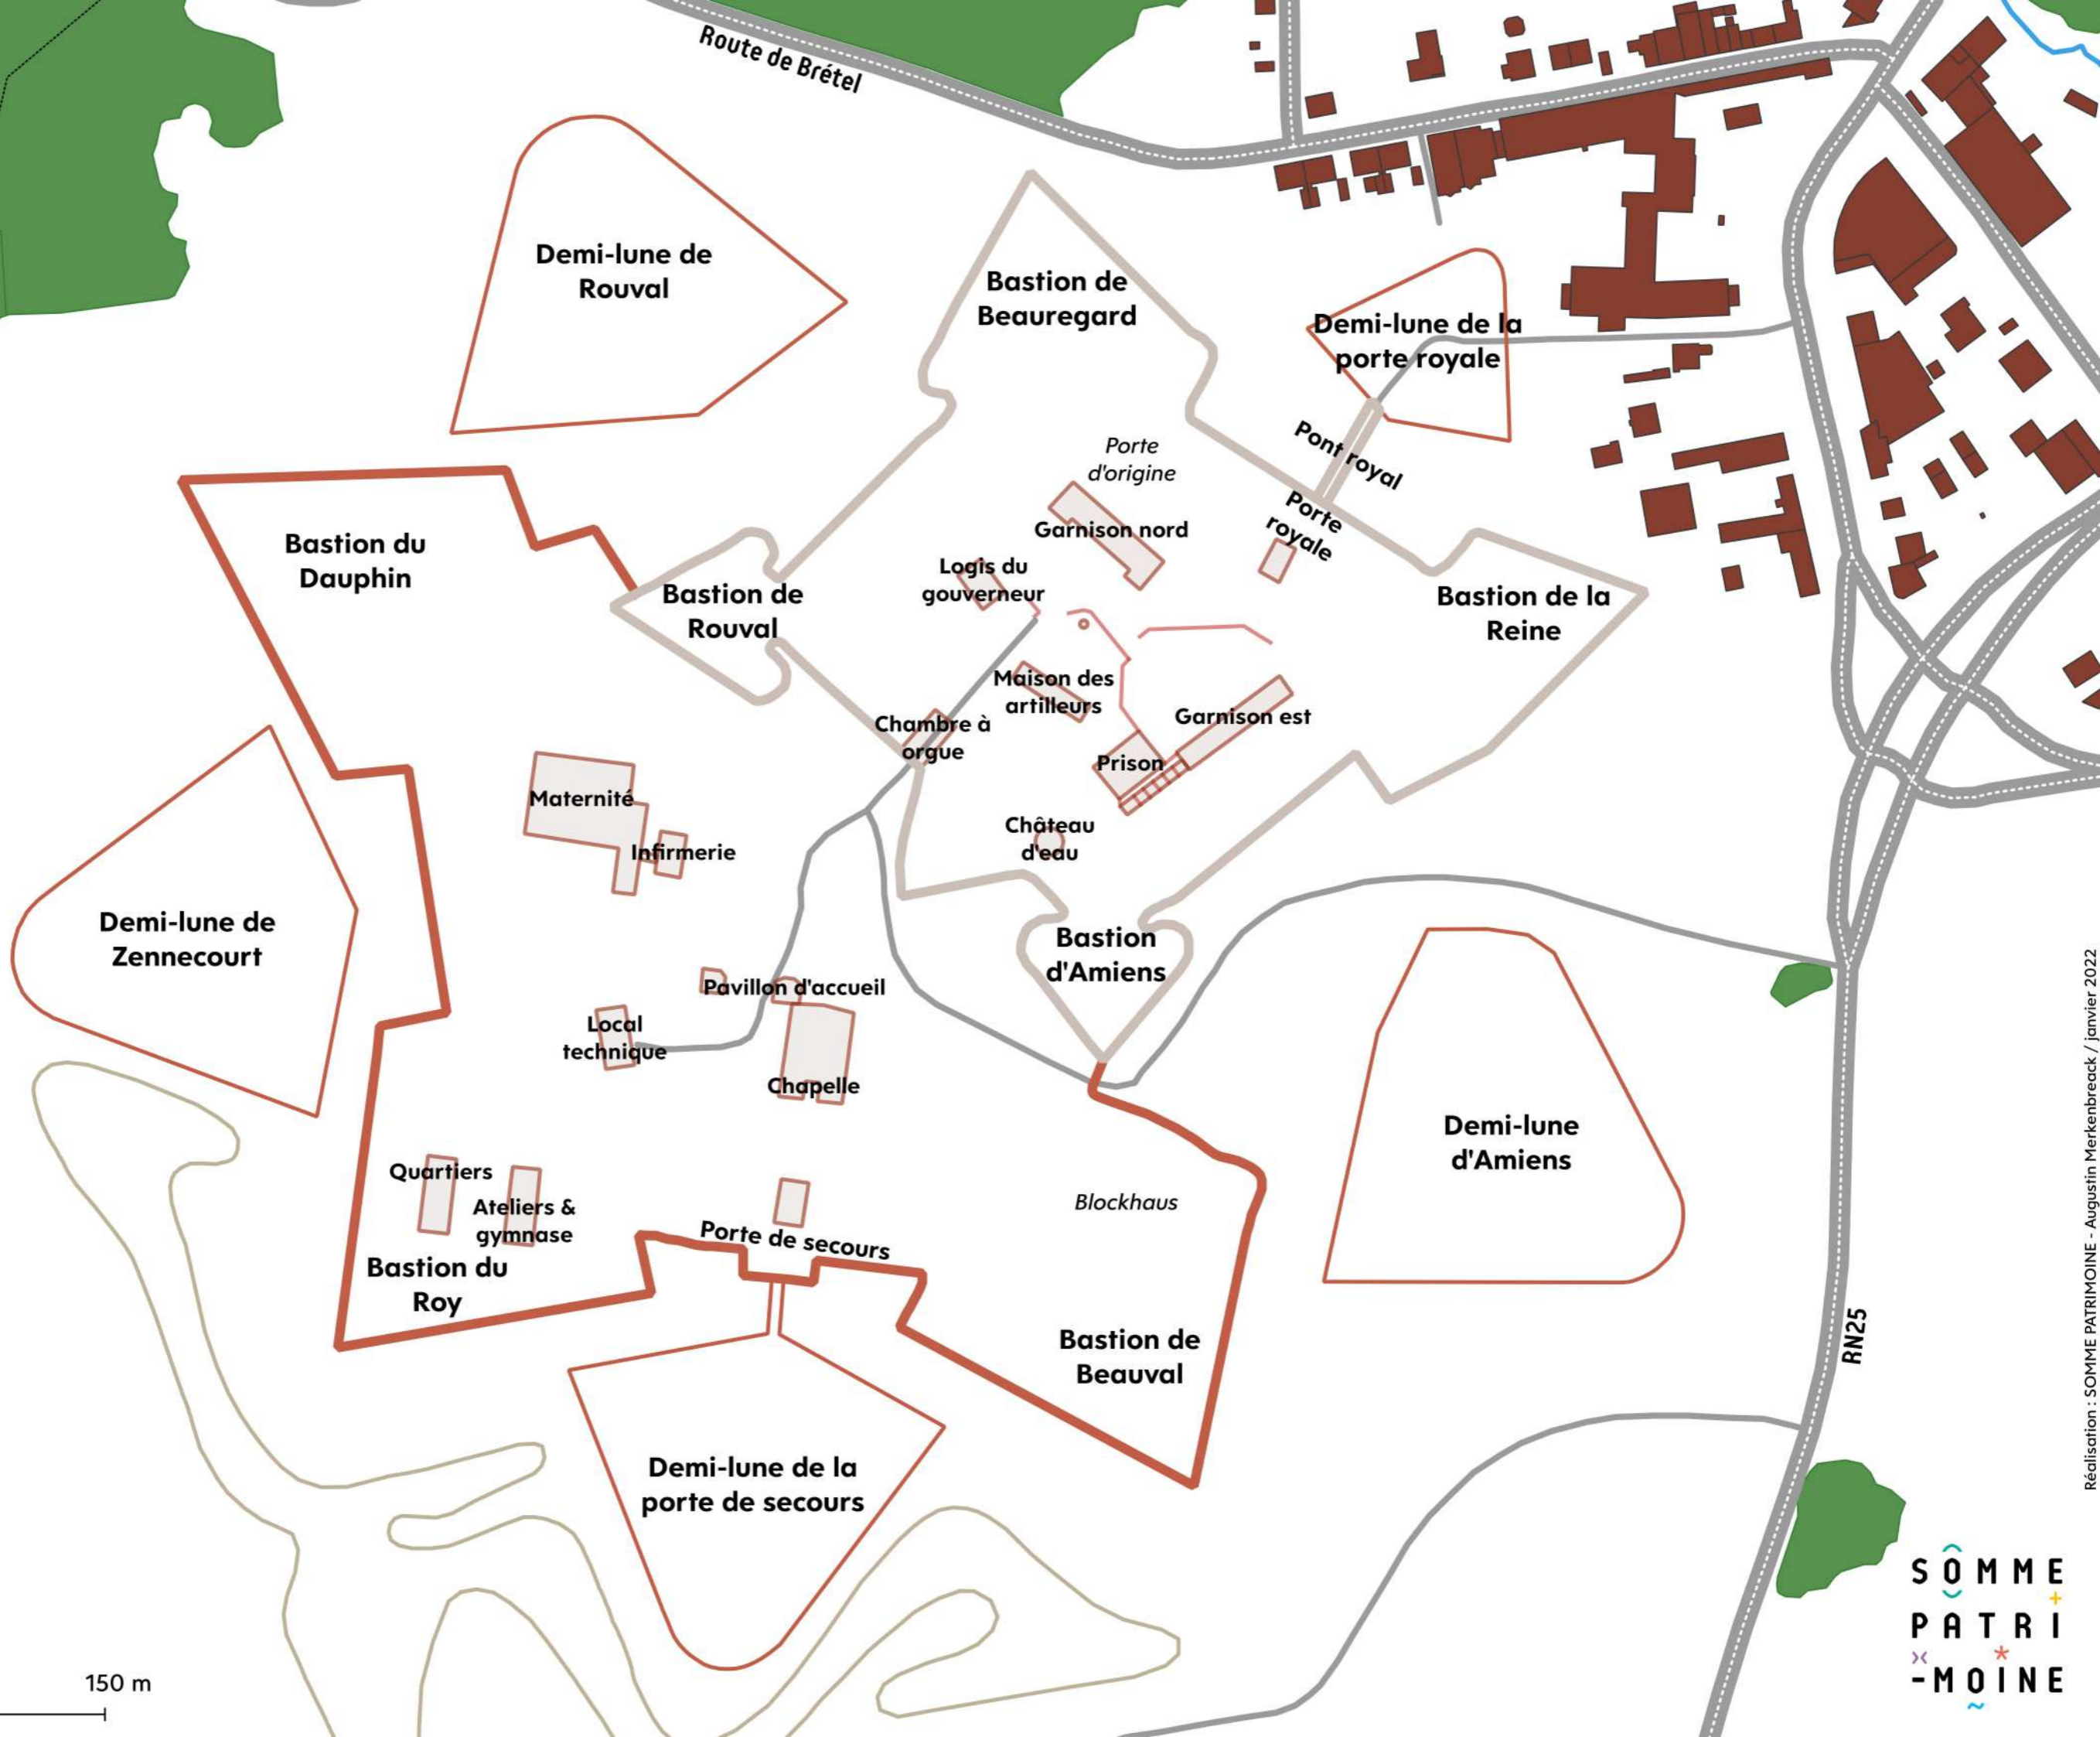 Route de Brétel
Demi-lune de
Rouval
Bastion de
Beauregard
Demi-lune de la
porte royale
Pont royal
Porte
d'origine
Porte
royale
Garnison nord
Bastion du
Dauphin
Logis du
gouverneur
Bastion de
Rouval
Bastion de la
Reine
Maison des
artilleurs
Garnison est
Chambre à
orgue
Prison
Maternité
Infirmerie
Château
d'eau
Demi-lune de
Zennecourt
Bastion
d'Amiens
Pavillon d'accueil
Local
technique
Chapelle
Demi-lune
d'Amiens
Quartiers
Ateliers &
gymnase
Blockhaus
Porte de secours
Bastion du
Roy
Bastion de
Beauval
RN25
Demi-lune de la
porte de secours
150 m
Réalisation : SOMME PATRIMOINE - Augustin Merkenbreack / janvier 2022
SOMME
PATRI
-MOINE